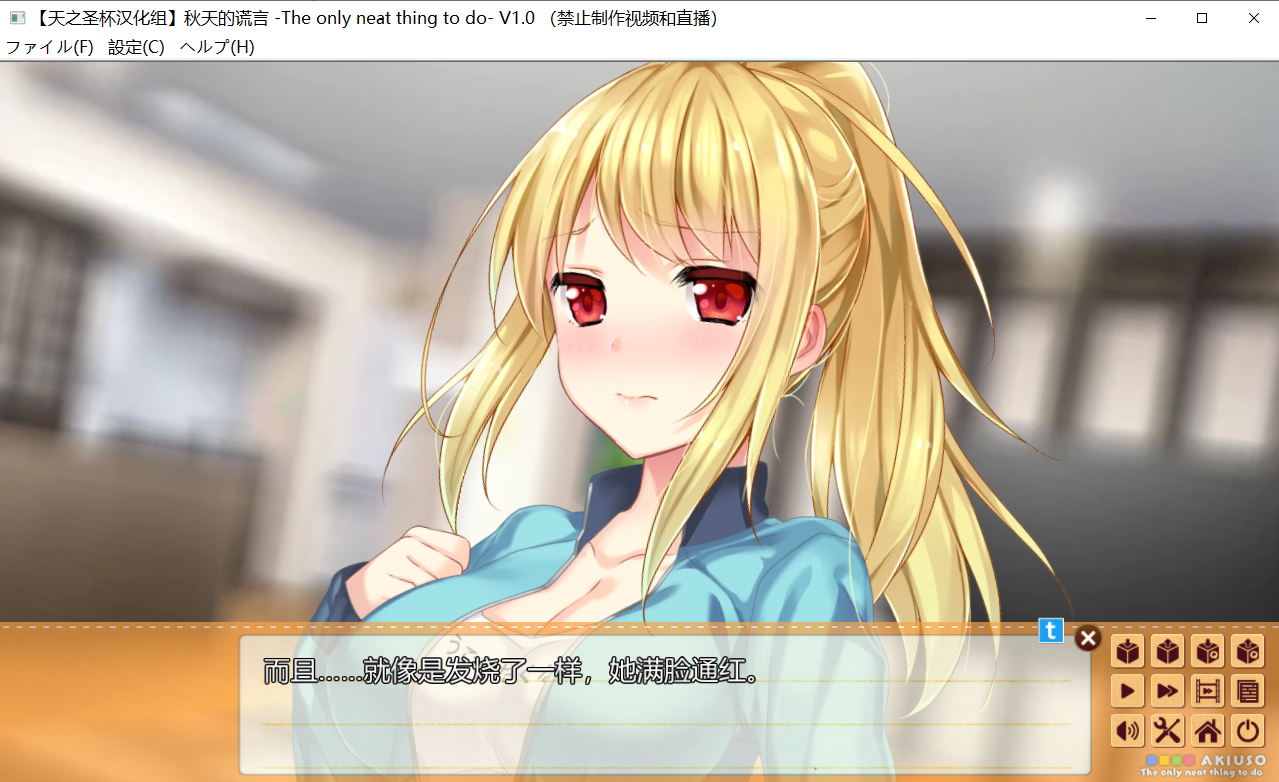 【天之圣杯汉化组】秋天的谎言 -The only neat thing to do- V1.0 （禁止制作视频和直播）
ファイル(F) 設定(C) ヘルプ(H)
t
而且……就像是发烧了一样，她满脸通红。
AKIUSO
-The only neat thing to do-